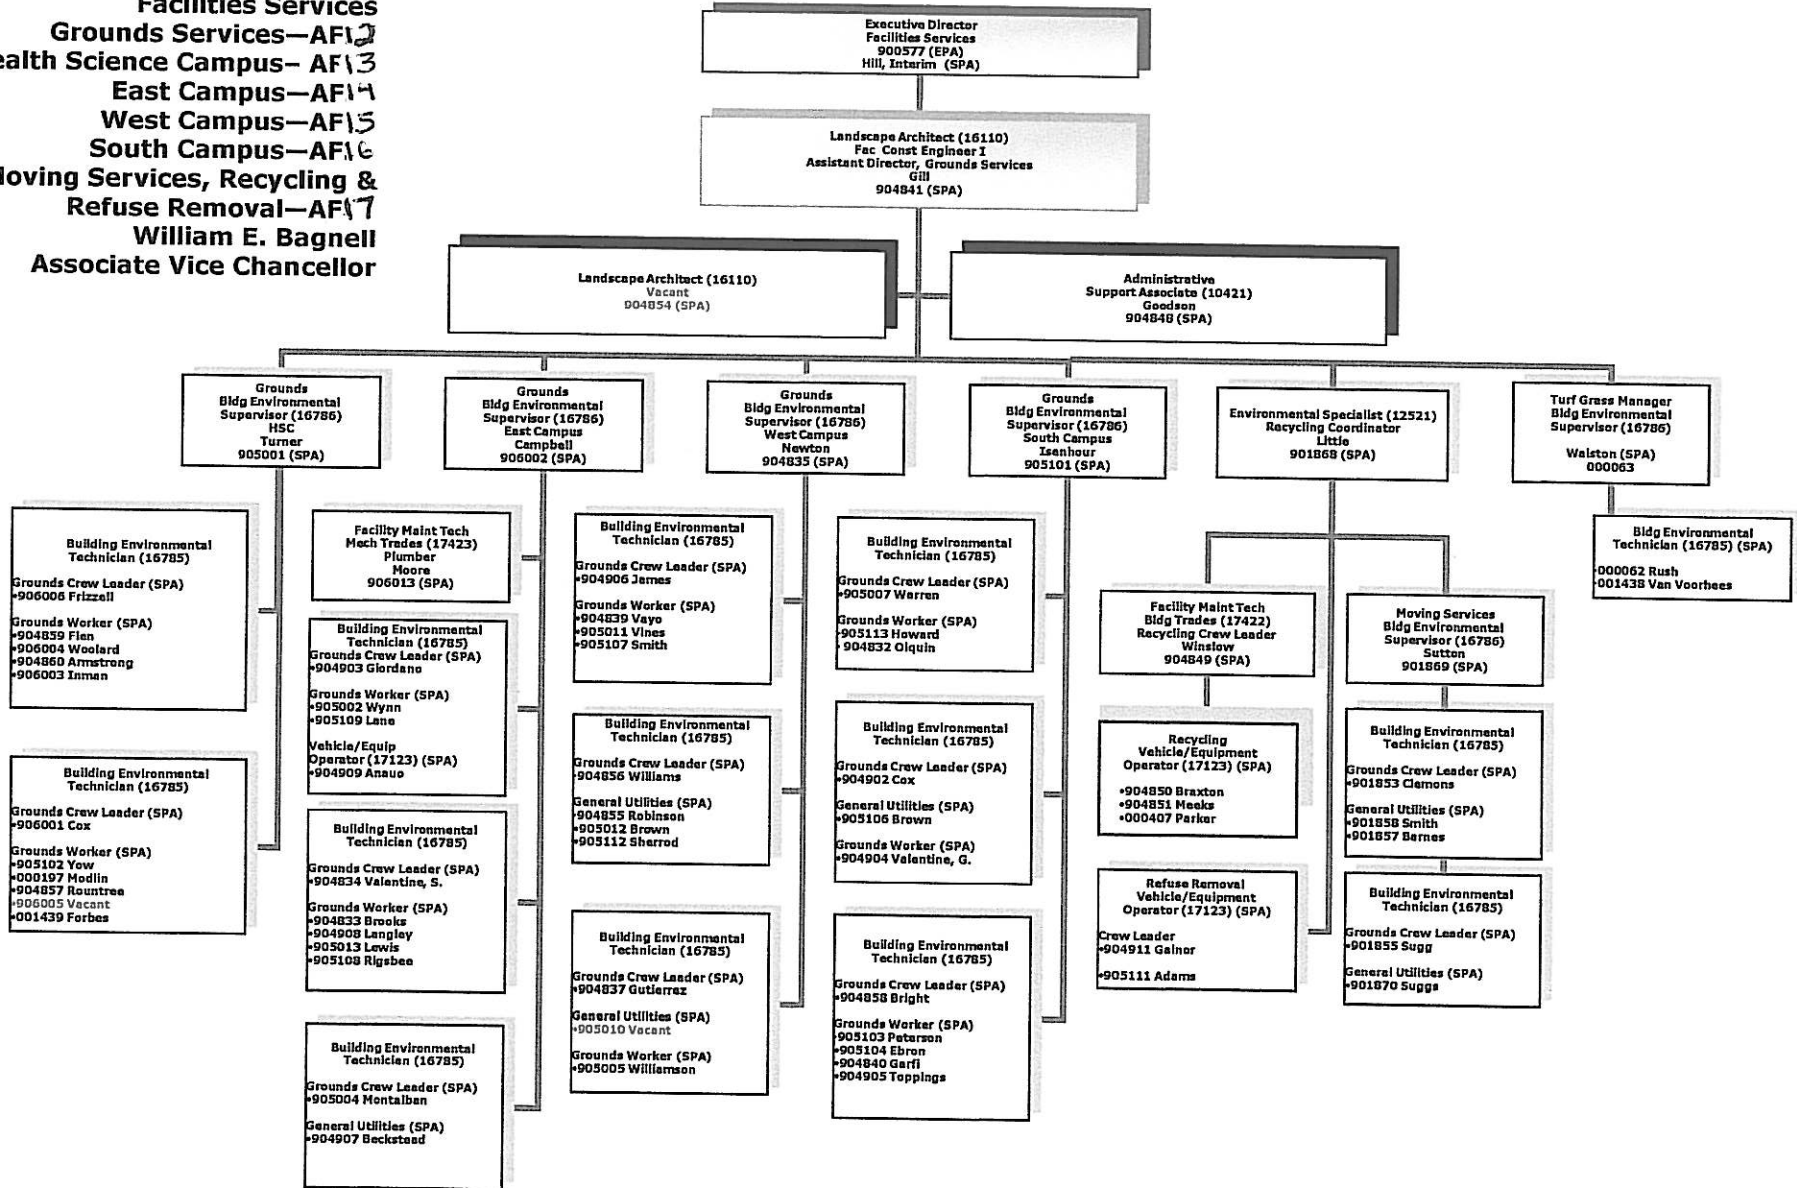 Facilities Services
Grounds Services—AF12
ealth Science Campus– AF13
East Campus—AF14
West Campus—AF15
South Campus—AF16
Moving Services, Recycling &
Refuse Removal—AF17
William E. Bagnell
Associate Vice Chancellor
Executive Director
Facilities Services
900577 (EPA)
Hill, Interim (SPA)
Landscape Architect (16110)
Fac Const Engineer I
Assistant Director, Grounds Services
Gill
904841 (SPA)
Landscape Architect (16110)
Vacant
904854 (SPA)
Administrative
Support Associate (10421)
Goodson
904848 (SPA)
Grounds
Bldg Environmental
Supervisor (16786)
HSC
Turner
905001 (SPA)
Grounds
Bldg Environmental
Supervisor (16786)
East Campus
Campbell
906002 (SPA)
Grounds
Bldg Environmental
Supervisor (16786)
West Campus
Newton
904835 (SPA)
Grounds
Bldg Environmental
Supervisor (16786)
South Campus
Isenhour
905101 (SPA)
Environmental Specialist (12521)
Recycling Coordinator
Little
901868 (SPA)
Turf Grass Manager
Bldg Environmental
Supervisor (16786)
Walston (SPA)
000063
Building Environmental
Technician (16785)
Grounds Crew Leader (SPA)
•906006 Frizzell
Grounds Worker (SPA)
•904859 Flen
•906004 Woolard
•904860 Armstrong
•906003 Inman
Building Environmental
Technician (16785)
Grounds Crew Leader (SPA)
•906001 Cox
Grounds Worker (SPA)
•905102 Yow
•000197 Modlin
•904857 Rountree
•906005 Vacant
•001439 Forbes
Facility Maint Tech
Mech Trades (17423)
Plumber
Moore
906013 (SPA)
Building Environmental
Technician (16785)
Grounds Crew Leader (SPA)
•904903 Giordano
Grounds Worker (SPA)
•905002 Wynn
•905109 Lane
Vehicle/Equip
Operator (17123) (SPA)
•904909 Anauo
Building Environmental
Technician (16785)
Grounds Crew Leader (SPA)
•904834 Valentine, S.
Grounds Worker (SPA)
•904833 Brooks
•904908 Langley
•905013 Lewis
•905108 Rigsbee
Building Environmental
Technician (16785)
Grounds Crew Leader (SPA)
•905004 Montalban
General Utilities (SPA)
•904907 Beckstead
Building Environmental
Technician (16785)
Grounds Crew Leader (SPA)
•904906 James
Grounds Worker (SPA)
•904839 Vayo
•905011 Vines
•905107 Smith
Building Environmental
Technician (16785)
Grounds Crew Leader (SPA)
•904856 Williams
General Utilities (SPA)
•904855 Robinson
•905012 Brown
•905112 Sherrod
Building Environmental
Technician (16785)
Grounds Crew Leader (SPA)
•904837 Gutierrez
General Utilities (SPA)
•905010 Vacant
Grounds Worker (SPA)
•905005 Williamson
Building Environmental
Technician (16785)
Grounds Crew Leader (SPA)
•905007 Warren
Grounds Worker (SPA)
•905113 Howard
•904832 Olquin
Building Environmental
Technician (16785)
Grounds Crew Leader (SPA)
•904902 Cox
General Utilities (SPA)
•905106 Brown
Grounds Worker (SPA)
•904904 Valentine, G.
Building Environmental
Technician (16785)
Grounds Crew Leader (SPA)
•904858 Bright
Grounds Worker (SPA)
•905103 Peterson
•905104 Ebron
•904840 Garfi
•904905 Toppings
Facility Maint Tech
Bldg Trades (17422)
Recycling Crew Leader
Winslow
904849 (SPA)
Recycling
Vehicle/Equipment
Operator (17123) (SPA)
•904850 Braxton
•904851 Meeks
•000407 Parker
Refuse Removal
Vehicle/Equipment
Operator (17123) (SPA)
Crew Leader
•904911 Gainor
•905111 Adams
Moving Services
Bldg Environmental
Supervisor (16786)
Sutton
901869 (SPA)
Building Environmental
Technician (16785)
Grounds Crew Leader (SPA)
•901853 Clemons
General Utilities (SPA)
•901858 Smith
•901857 Barnes
Building Environmental
Technician (16785)
Grounds Crew Leader (SPA)
•901855 Sugg
General Utilities (SPA)
•901870 Suggs
Bldg Environmental
Technician (16785) (SPA)
•000062 Rush
•001438 Van Voorhees